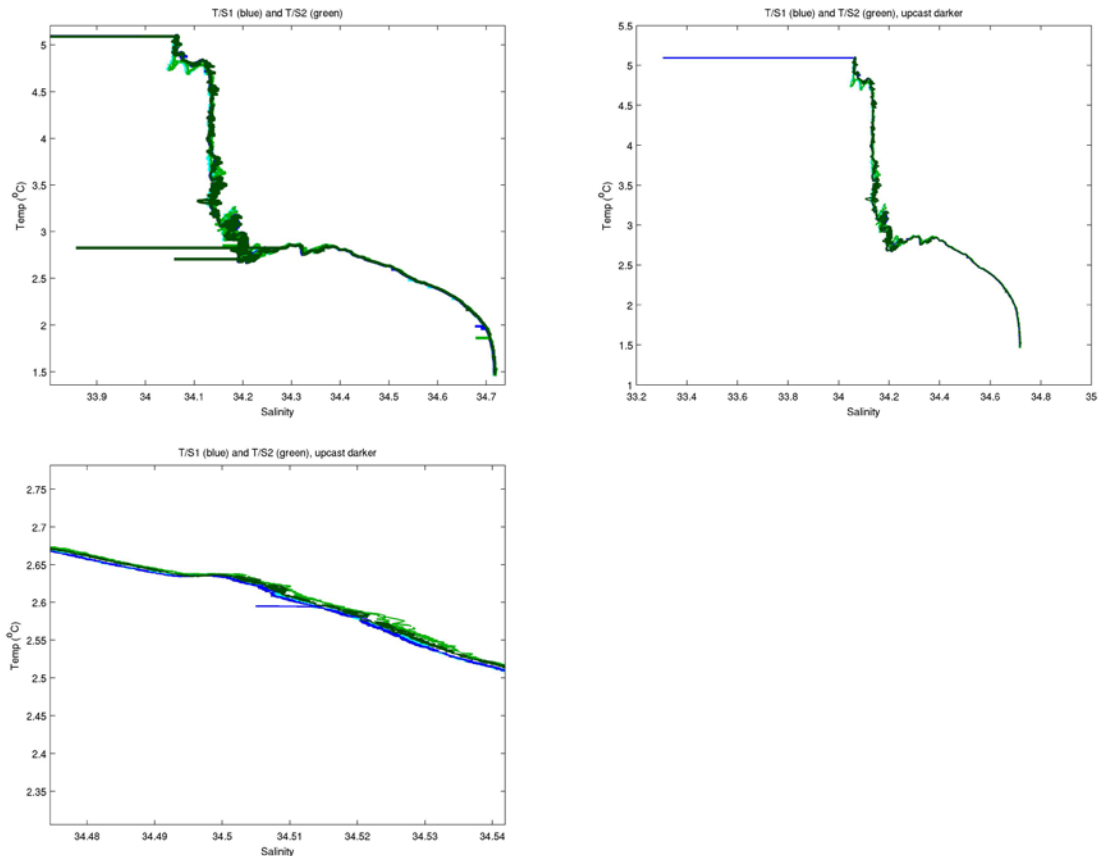 T/S1 (blue) and T/S2 (green)
5
4.5
4
3.5
3
2.5
2
1.5
Temp (°C)
33.9 34 34.1 34.2 34.3 34.4 34.5 34.6 34.7
Salinity
T/S1 (blue) and T/S2 (green), upcast darker
5.5
5
4.5
4
3.5
3
2.5
2
1.5
1
Temp (°C)
33.2 33.4 33.6 33.8 34 34.2 34.4 34.6 34.8 35
Salinity
T/S1 (blue) and T/S2 (green), upcast darker
2.75
2.7
2.65
2.6
2.55
2.5
2.45
2.4
2.35
Temp (°C)
34.48 34.49 34.5 34.51 34.52 34.53 34.54
Salinity